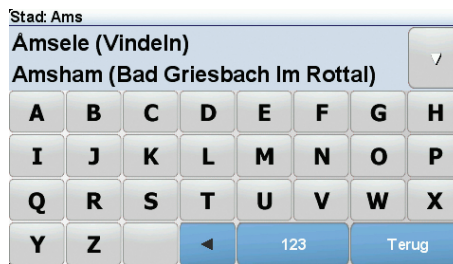 Stad: Ams
Åmsele (Vindeln)
Amsham (Bad Griesbach Im Rottal)
A B C D E F G H
I J K L M N O P
Q R S T U V W X
Y Z 123 Terug